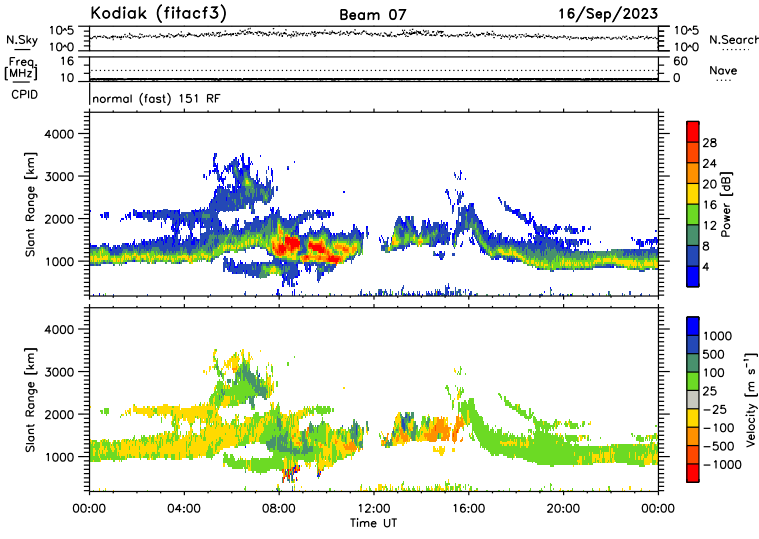 Kodiak (fitacf3) Beam 07 16/Sep/2023
N.Sky 10^5 10^0 10^5 10^0 N.Search
Freq. [MHz] 16 10 60 0 Nave
CPID normal (fast) 151 RF
Slant Range [km] 4000 3000 2000 1000
28 24 20 16 12 8 4 Power [dB]
Slant Range [km] 4000 3000 2000 1000
1000 500 100 25 -25 -100 -500 -1000 Velocity [m s⁻¹]
00:00 04:00 08:00 12:00 16:00 20:00 00:00
Time UT